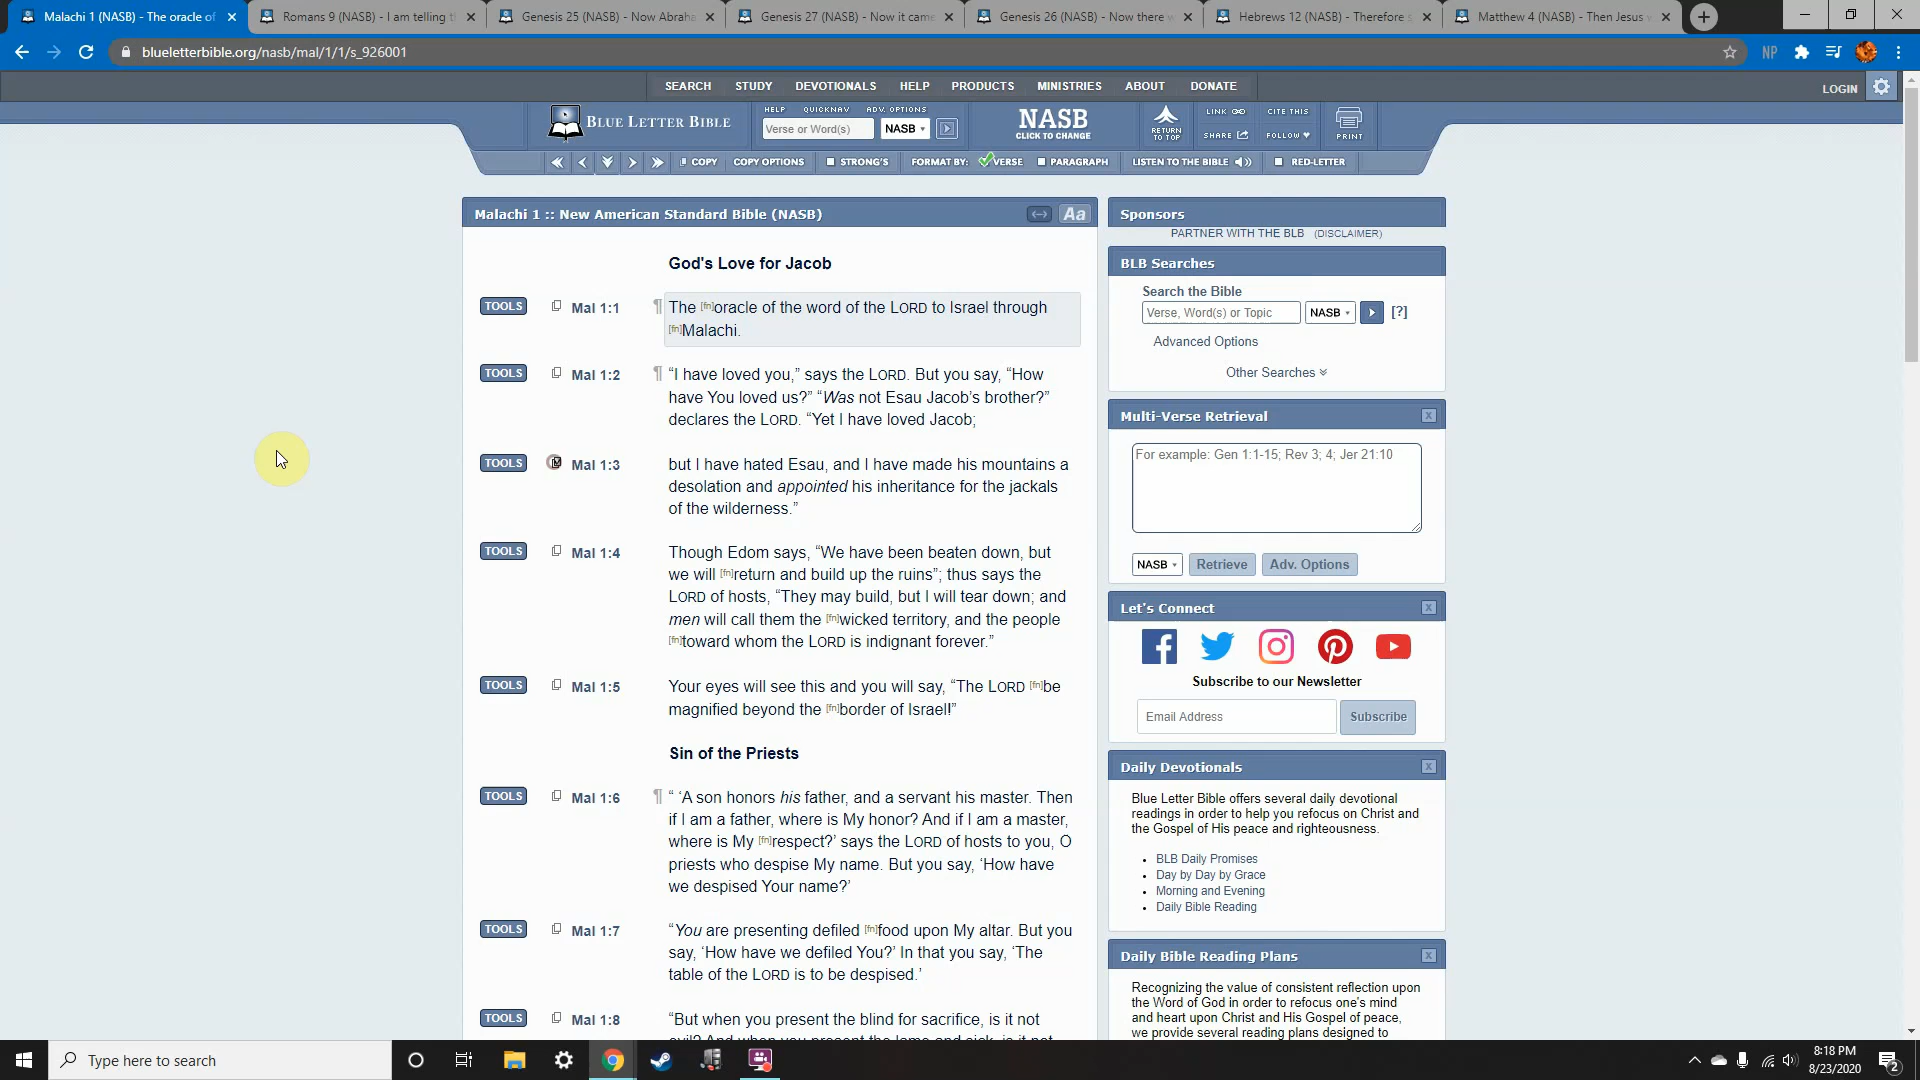 Malachi 1 (NASB) - The oracle of
Romans 9 (NASB) - I am telling t
Genesis 25 (NASB) - Now Abraha
Genesis 27 (NASB) - Now it came
Genesis 26 (NASB) - Now there w
Hebrews 12 (NASB) - Therefore s
Matthew 4 (NASB) - Then Jesus w
blueletterbible.org/nasb/mal/1/1/s_926001
NP
SEARCH STUDY DEVOTIONALS HELP PRODUCTS MINISTRIES ABOUT DONATE
LOGIN
BLUE LETTER BIBLE
HELP QUICKNAV ADV. OPTIONS
Verse or Word(s) NASB
NASB
CLICK TO CHANGE
RETURN
TO TOP
LINK CITE THIS
SHARE FOLLOW
PRINT
COPY COPY OPTIONS STRONG'S FORMAT BY: VERSE PARAGRAPH LISTEN TO THE BIBLE RED-LETTER
Malachi 1 :: New American Standard Bible (NASB)
Aa
God's Love for Jacob
TOOLS Mal 1:1 ¶ The [fn]oracle of the word of the LORD to Israel through
[fn]Malachi.
TOOLS Mal 1:2 ¶ “I have loved you,” says the LORD. But you say, “How
have You loved us?” “Was not Esau Jacob’s brother?”
declares the LORD. “Yet I have loved Jacob;
TOOLS Mal 1:3 but I have hated Esau, and I have made his mountains a
desolation and appointed his inheritance for the jackals
of the wilderness.”
TOOLS Mal 1:4 Though Edom says, “We have been beaten down, but
we will [fn]return and build up the ruins”; thus says the
LORD of hosts, “They may build, but I will tear down; and
men will call them the [fn]wicked territory, and the people
[fn]toward whom the LORD is indignant forever.”
TOOLS Mal 1:5 Your eyes will see this and you will say, “The LORD [fn]be
magnified beyond the [fn]border of Israel!”
Sin of the Priests
TOOLS Mal 1:6 ¶ “ ‘A son honors his father, and a servant his master. Then
if I am a father, where is My honor? And if I am a master,
where is My [fn]respect?’ says the LORD of hosts to you, O
priests who despise My name. But you say, ‘How have
we despised Your name?’
TOOLS Mal 1:7 “You are presenting defiled [fn]food upon My altar. But you
say, ‘How have we defiled You?’ In that you say, ‘The
table of the LORD is to be despised.’
TOOLS Mal 1:8 “But when you present the blind for sacrifice, is it not
Sponsors
PARTNER WITH THE BLB (DISCLAIMER)
BLB Searches
Search the Bible
Verse, Word(s) or Topic NASB [?]
Advanced Options
Other Searches
Multi-Verse Retrieval
For example: Gen 1:1-15; Rev 3; 4; Jer 21:10
NASB Retrieve Adv. Options
Let's Connect
Subscribe to our Newsletter
Email Address Subscribe
Daily Devotionals
Blue Letter Bible offers several daily devotional
readings in order to help you refocus on Christ and
the Gospel of His peace and righteousness.
BLB Daily Promises
Day by Day by Grace
Morning and Evening
Daily Bible Reading
Daily Bible Reading Plans
Recognizing the value of consistent reflection upon
the Word of God in order to refocus one's mind
and heart upon Christ and His Gospel of peace,
we provide several reading plans designed to
Type here to search
8:18 PM
8/23/2020
2